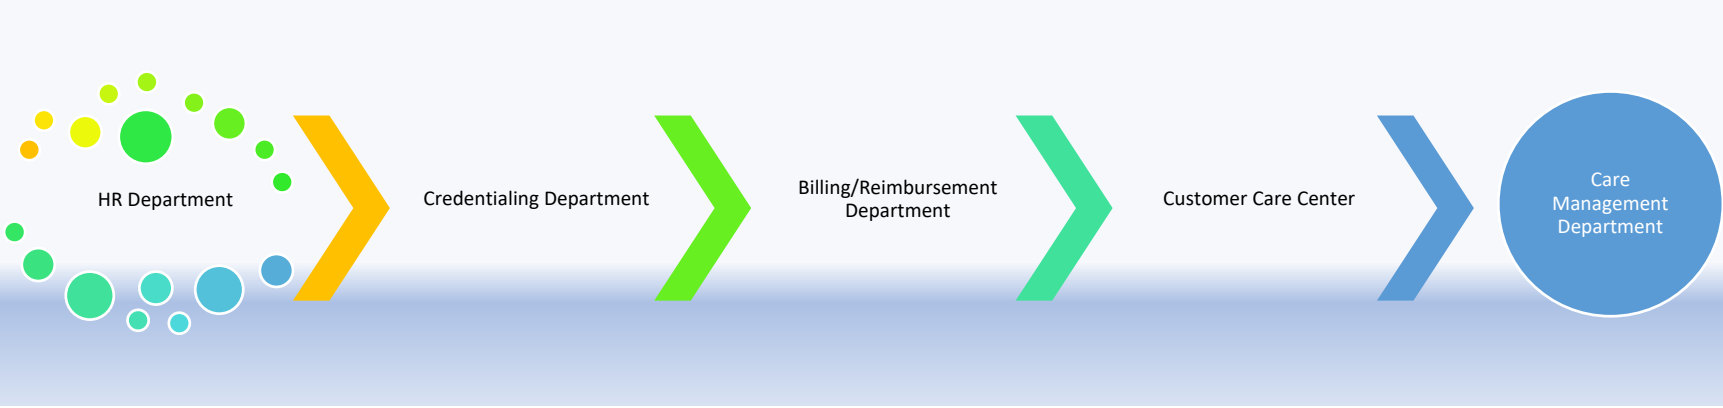 HR Department
Credentialing Department
Billing/Reimbursement
Department
Customer Care Center
Care
Management
Department